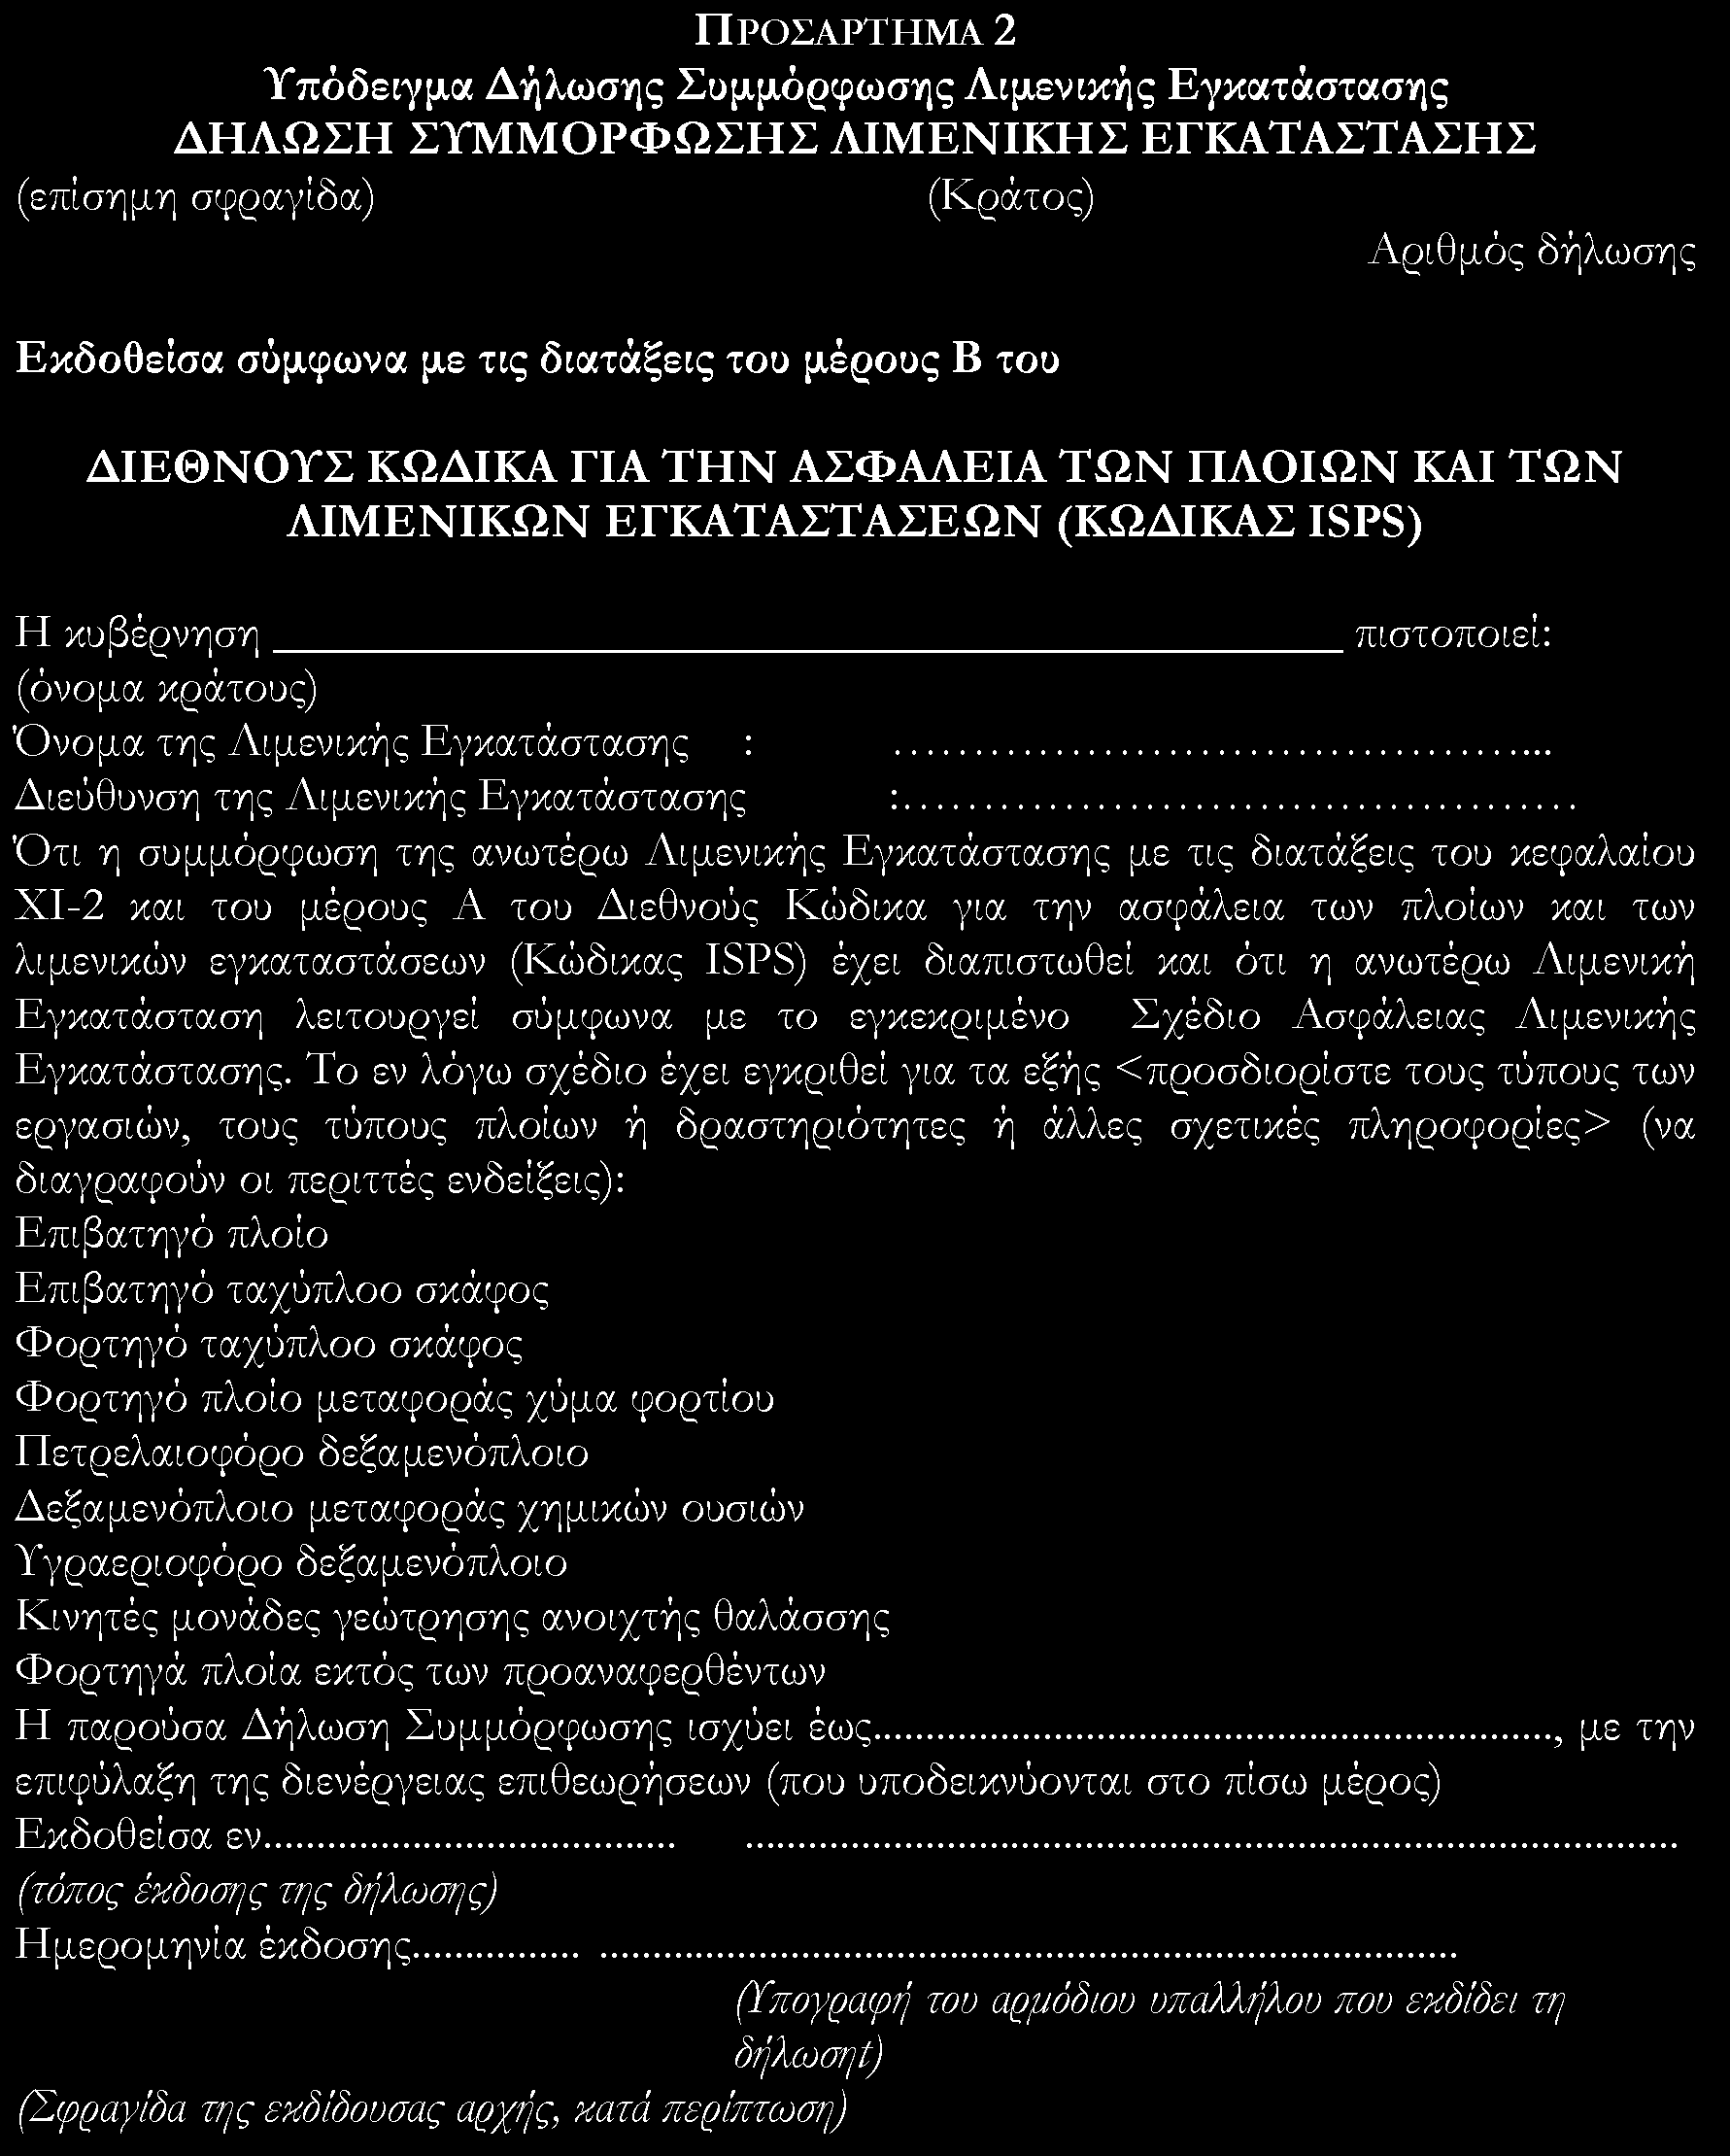 ΠΡΟΣΑΡΤΗΜΑ 2
Υπόδειγμα Δήλωσης Συμμόρφωσης Λιμενικής Εγκατάστασης
ΔΗΛΩΣΗ ΣΥΜΜΟΡΦΩΣΗΣ ΛΙΜΕΝΙΚΗΣ ΕΓΚΑΤΑΣΤΑΣΗΣ
(επίσημη σφραγίδα) (Κράτος)
Αριθμός δήλωσης
Εκδοθείσα σύμφωνα με τις διατάξεις του μέρους Β του
ΔΙΕΘΝΟΥΣ ΚΩΔΙΚΑ ΓΙΑ ΤΗΝ ΑΣΦΑΛΕΙΑ ΤΩΝ ΠΛΟΙΩΝ ΚΑΙ ΤΩΝ
ΛΙΜΕΝΙΚΩΝ ΕΓΚΑΤΑΣΤΑΣΕΩΝ (ΚΩΔΙΚΑΣ ISPS)
Η κυβέρνηση ______________________________ πιστοποιεί:
(όνομα κράτους)
Όνομα της Λιμενικής Εγκατάστασης : ........................................
Διεύθυνση της Λιμενικής Εγκατάστασης :........................................
Ότι η συμμόρφωση της ανωτέρω Λιμενικής Εγκατάστασης με τις διατάξεις του κεφαλαίου
XI-2 και του μέρους Α του Διεθνούς Κώδικα για την ασφάλεια των πλοίων και των
λιμενικών εγκαταστάσεων (Κώδικας ISPS) έχει διαπιστωθεί και ότι η ανωτέρω Λιμενική
Εγκατάσταση λειτουργεί σύμφωνα με το εγκεκριμένο Σχέδιο Ασφάλειας Λιμενικής
Εγκατάστασης. Το εν λόγω σχέδιο έχει εγκριθεί για τα εξής <προσδιορίστε τους τύπους των
εργασιών, τους τύπους πλοίων ή δραστηριότητες ή άλλες σχετικές πληροφορίες> (να
διαγραφούν οι περιττές ενδείξεις):
Επιβατηγό πλοίο
Επιβατηγό ταχύπλοο σκάφος
Φορτηγό ταχύπλοο σκάφος
Φορτηγό πλοίο μεταφοράς χύμα φορτίου
Πετρελαιοφόρο δεξαμενόπλοιο
Δεξαμενόπλοιο μεταφοράς χημικών ουσιών
Υγραεριοφόρο δεξαμενόπλοιο
Κινητές μονάδες γεώτρησης ανοιχτής θαλάσσης
Φορτηγά πλοία εκτός των προαναφερθέντων
Η παρούσα Δήλωση Συμμόρφωσης ισχύει έως............................................................, με την
επιφύλαξη της διενέργειας επιθεωρήσεων (που υποδεικνύονται στο πίσω μέρος)
Εκδοθείσα εν.................................... ................................................................................
(τόπος έκδοσης της δήλωσης)
Ημερομηνία έκδοσης............... ..........................................................................
(Υπογραφή του αρμόδιου υπαλλήλου που εκδίδει τη
δήλωσηt)
(Σφραγίδα της εκδίδουσας αρχής, κατά περίπτωση)